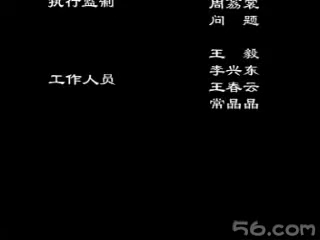 执行监制 周荔裳
问题
王毅
工作人员 李兴东
王春云
常晶晶
56.com